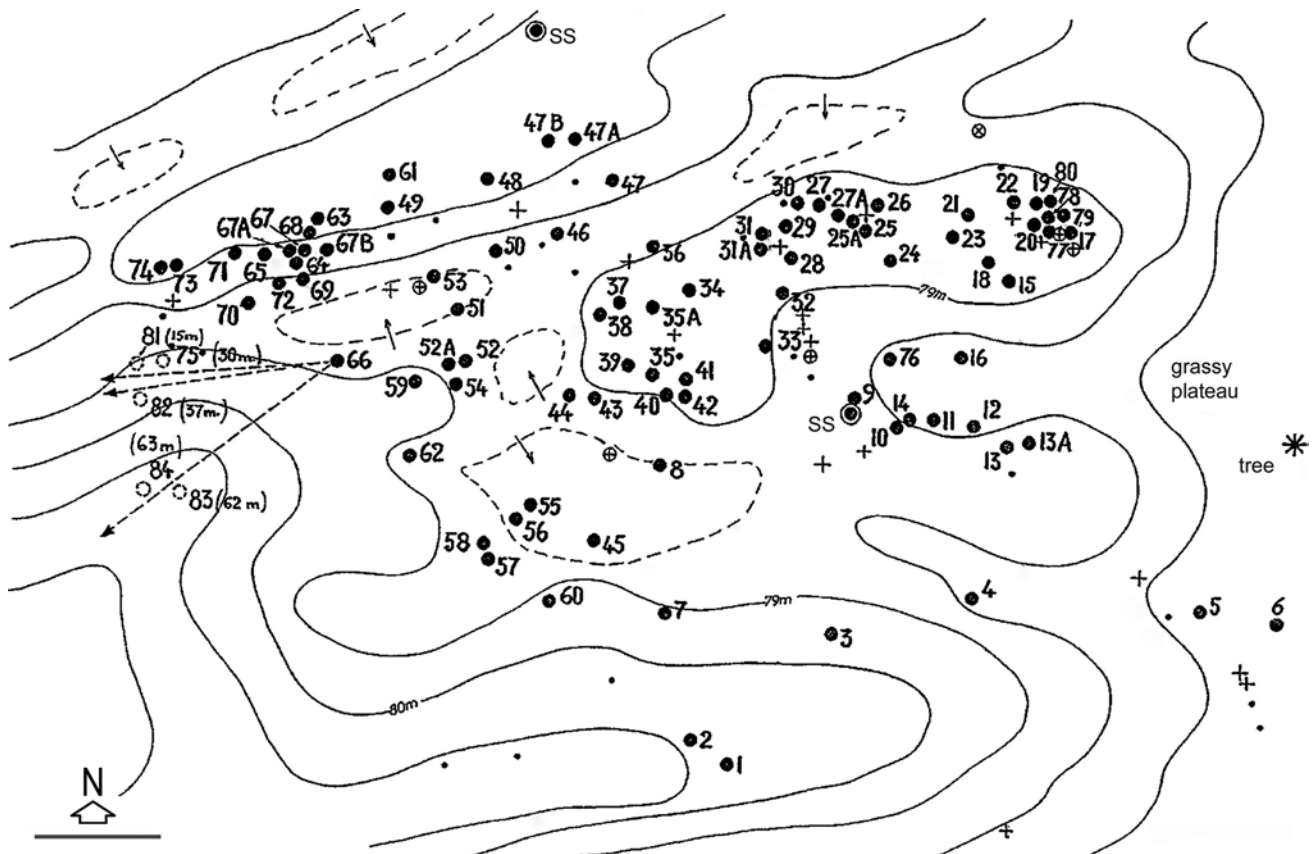 SS
47B 47A
61 48 47
80
30 27 27A 26 21 22 19 78
67 63 49
67A 68 79
31 29 25A 25 23 20 77 17
67B 50 46
31A 36 24
74 73 71 65 64 28 18 15
72 69 53 34
70 51 37 32 79m
81 (15m) 38 35A
75 (30m) 66 52A 52 33 76 16
39 35 41 grassy
82 (37m) 59 54 plateau
44 43 40 42 9
SS 14 11 12
10 13 13A
(63m) 62 8 tree
84
83 (62m) 55
56
58 45
57
60 7 79m 4 5 6
3
80m
2
1
N